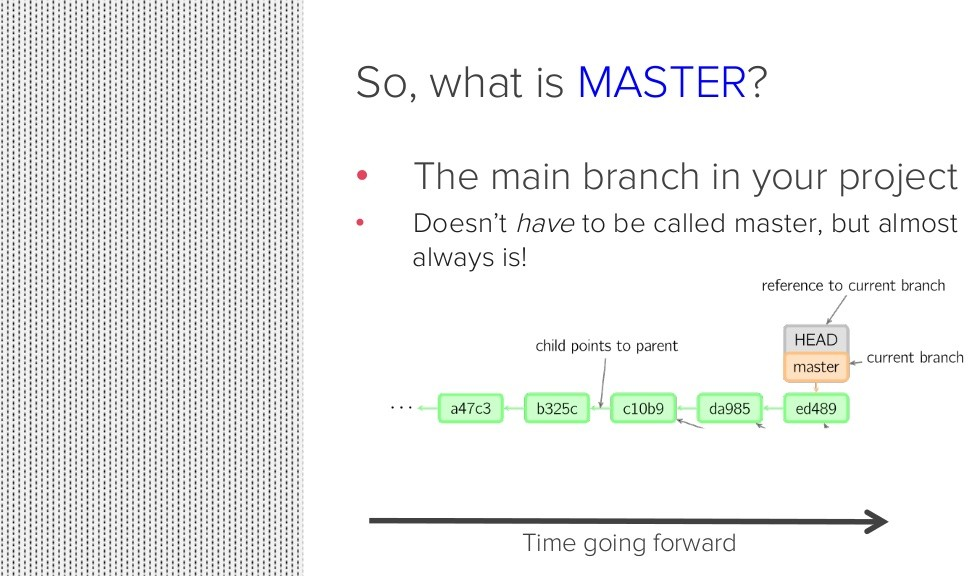 So, what is MASTER?
• The main branch in your project
• Doesn't have to be called master, but almost
always is!
reference to current branch
HEAD
child points to parent
master
current branch
... a47c3 b325c c10b9 da985 ed489
Time going forward